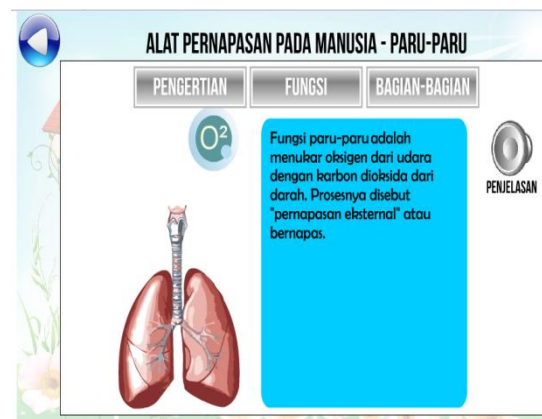 ALAT PERNAPASAN PADA MANUSIA - PARU-PARU
PENGERTIAN
FUNGSI
BAGIAN-BAGIAN
O²
Fungsi paru-paru adalah
menukar oksigen dari udara
dengan karbon dioksida dari
darah. Prosesnya disebut
"pernapasan eksternal" atau
bernapas.
PENJELASAN